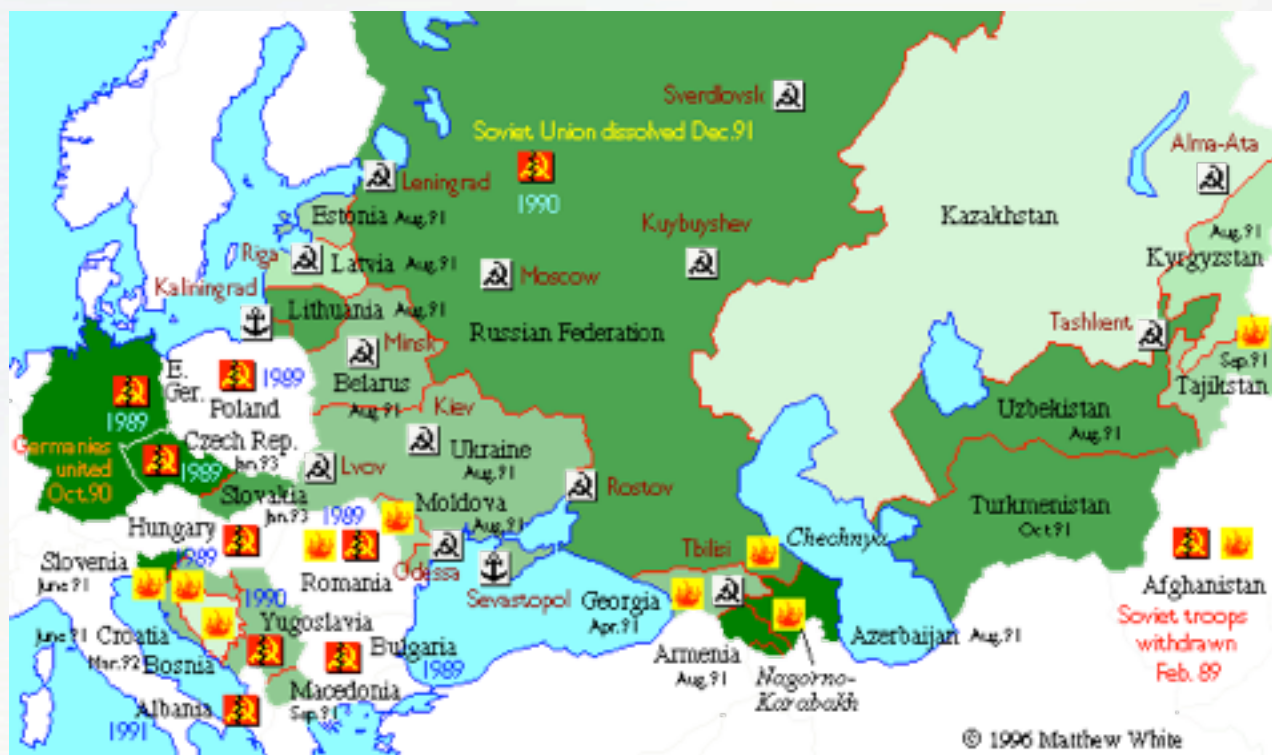 Sverdlovsk
Soviet Union dissolved Dec.91
Alma-Ata
Leningrad
1990
Estonia Aug.91
Kazakhstan
Kuybuyshev
Aug.91
Kyrgyzstan
Riga
Latvia Aug.91
Moscow
Kaliningrad
Lithuania Aug.91
Russian Federation
Tashkent
Minsk
Sep.91
Tajikstan
E.
Ger.
1989
Poland
Belarus
Aug.91
Kiev
Uzbekistan
Aug.91
1989
Germanies
united
Oct.90
Czech Rep.
Jan.93
1989
Ukraine
Aug.91
Lvov
Rostov
Slovakia
Jan.93
Moldova
Aug.91
Turkmenistan
Oct.91
Hungary
1989
1989
Chechnya
Tbilisi
Slovenia
June 91
Romania
Odessa
Sevastopol
Georgia
Apr.91
Afghanistan
Soviet troops
withdrawn
Feb. 89
1990
Yugoslavia
June 91
Croatia
Mar.92
Bosnia
Bulgaria
1989
Azerbaijan Aug.91
Armenia
Aug.91
Nagorno-
Karabakh
Macedonia
Sep.91
Albania
1991
© 1996 Matthew White